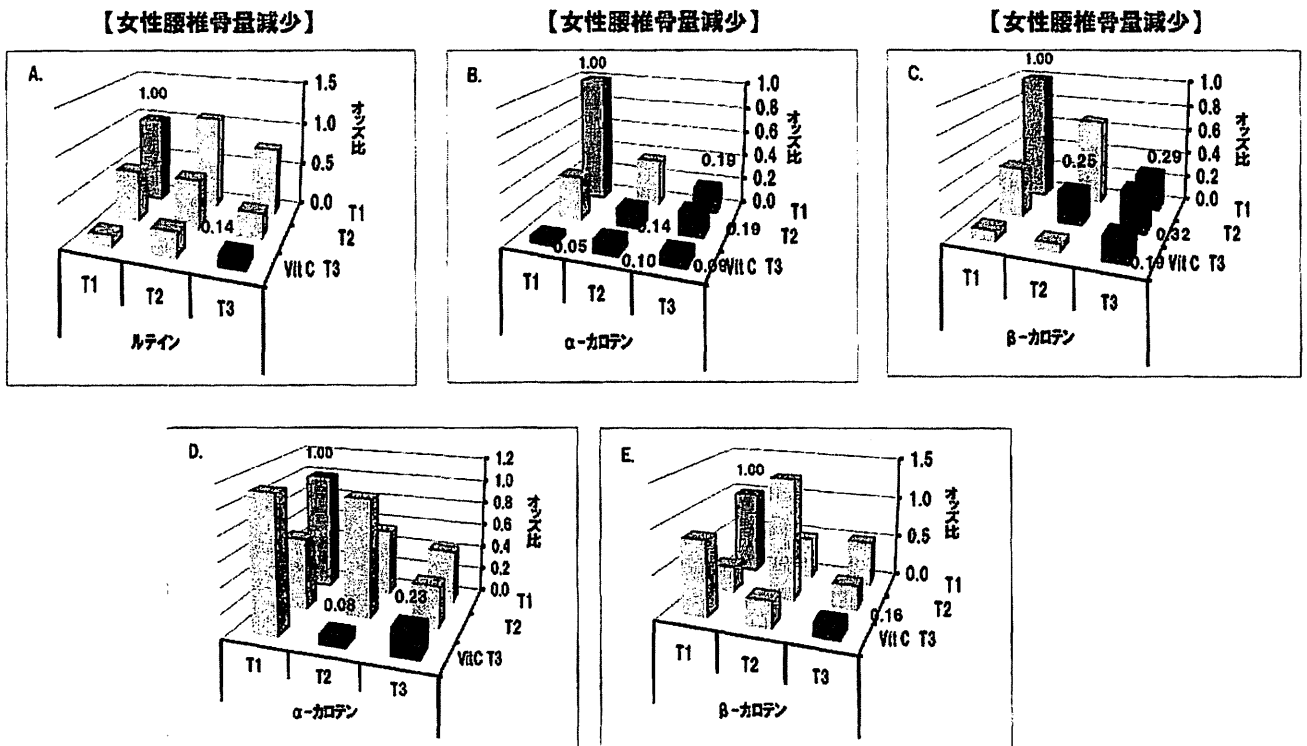 【女性腰椎骨量減少】
【女性腰椎骨量減少】
【女性腰椎骨量減少】
A.
1.00
1.5
1.0
0.5
0.0
オッズ比
0.14
T1
T2
Vit C T3
T1
T2
T3
ルテイン
B.
1.00
1.0
0.8
0.6
0.4
0.2
0.0
オッズ比
0.19
0.14
0.19
0.05
0.10
0.09
T1
T2
Vit C T3
T1
T2
T3
α-カロテン
C.
1.00
1.0
0.8
0.6
0.4
0.2
0.0
オッズ比
0.25
0.29
0.32
0.19
T1
T2
Vit C T3
T1
T2
T3
β-カロテン
D.
1.00
1.2
1.0
0.8
0.6
0.4
0.2
0.0
オッズ比
0.08
0.23
T1
T2
Vit C T3
T1
T2
T3
α-カロテン
E.
1.00
1.5
1.0
0.5
0.0
オッズ比
0.16
T1
T2
Vit C T3
T1
T2
T3
β-カロテン